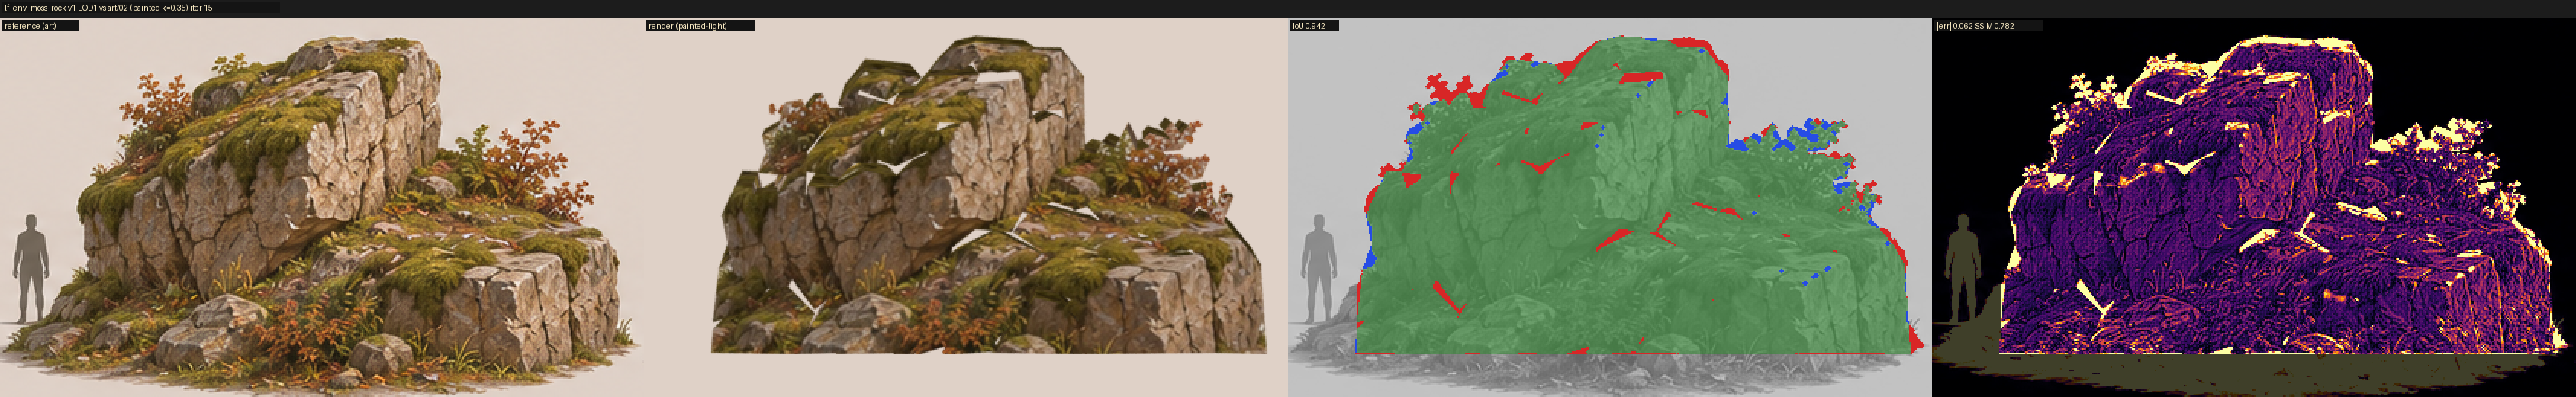 lf_env_moss_rock v1 LOD1 vs art/02 (painted k=0.35) iter 15
reference (art)
render (painted-light)
IoU 0.942
|err| 0.062 SSIM 0.782